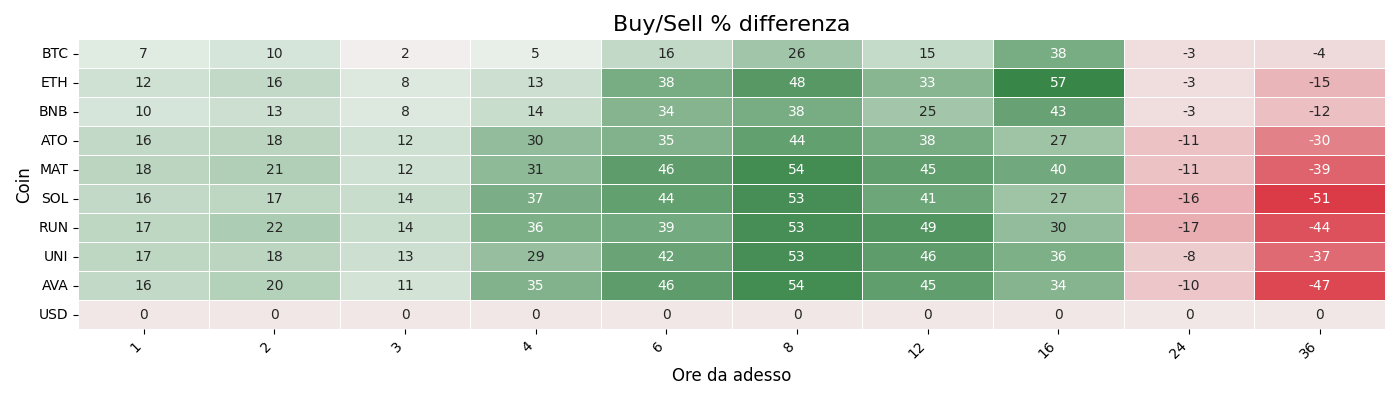 Buy/Sell % differenza
Coin
BTC 7 10 2 5 16 26 15 38 -3 -4
ETH 12 16 8 13 38 48 33 57 -3 -15
BNB 10 13 8 14 34 38 25 43 -3 -12
ATO 16 18 12 30 35 44 38 27 -11 -30
MAT 18 21 12 31 46 54 45 40 -11 -39
SOL 16 17 14 37 44 53 41 27 -16 -51
RUN 17 22 14 36 39 53 49 30 -17 -44
UNI 17 18 13 29 42 53 46 36 -8 -37
AVA 16 20 11 35 46 54 45 34 -10 -47
USD 0 0 0 0 0 0 0 0 0 0
1 2 3 4 6 8 12 16 24 36
Ore da adesso